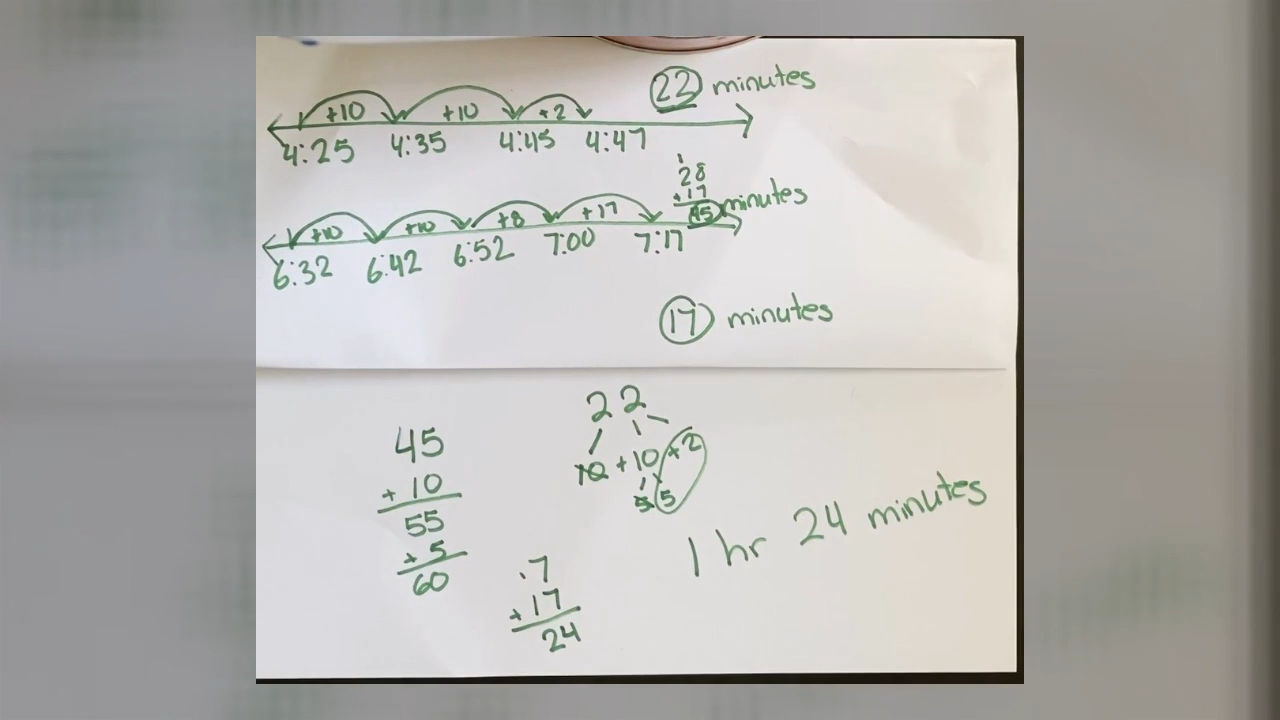 +10 +10 +2
22 minutes
4:25 4:35 4:45 4:47
1
28
+17
45 minutes
+10 +10 +8 +17
6:32 6:42 6:52 7:00 7:17
17 minutes
22
10 +10 +2
5 5
45
+ 10
55
+ 5
60
7
+ 17
24
1 hr 24 minutes